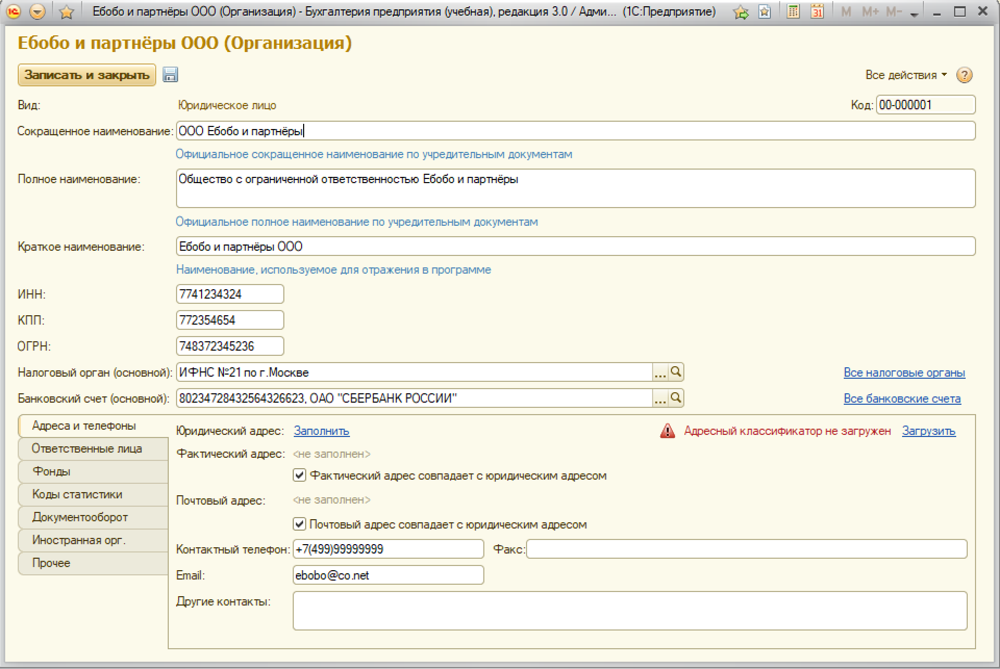 Ебобо и партнёры ООО (Организация) - Бухгалтерия предприятия (учебная), редакция 3.0 / Адми... (1С:Предприятие)
31 M M+ M-
Ебобо и партнёры ООО (Организация)
Записать и закрыть Все действия ?
Вид: Юридическое лицо Код: 00-000001
Сокращенное наименование: ООО Ебобо и партнёры
Официальное сокращенное наименование по учредительным документам
Полное наименование: Общество с ограниченной ответственностью Ебобо и партнёры
Официальное полное наименование по учредительным документам
Краткое наименование: Ебобо и партнёры ООО
Наименование, используемое для отражения в программе
ИНН: 7741234324
КПП: 772354654
ОГРН: 748372345236
Налоговый орган (основной): ИФНС №21 по г.Москве ... Все налоговые органы
Банковский счет (основной): 80234728432564326623, ОАО "СБЕРБАНК РОССИИ" ... Все банковские счета
Адреса и телефоны
Ответственные лица
Фонды
Коды статистики
Документооборот
Иностранная орг.
Прочее
Юридический адрес: Заполнить Адресный классификатор не загружен Загрузить
Фактический адрес: <не заполнен>
Фактический адрес совпадает с юридическим адресом
Почтовый адрес: <не заполнен>
Почтовый адрес совпадает с юридическим адресом
Контактный телефон: +7(499)99999999 Факс:
Email: ebobo@co.net
Другие контакты: